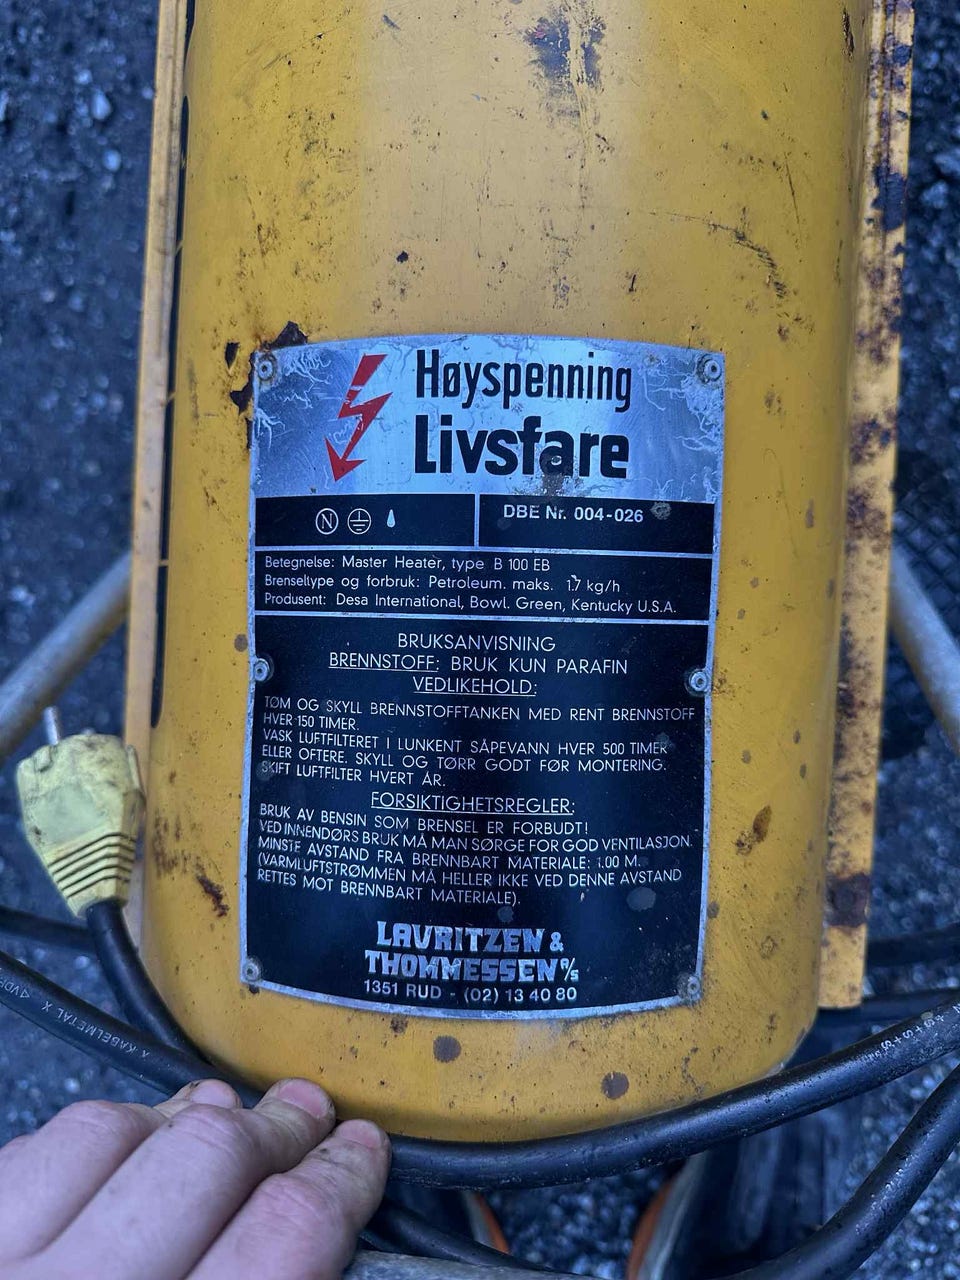 Høyspenning
Livsfare
N
DBE Nr. 004-026
Betegnelse: Master Heater, type B 100 EB
Brenseltype og forbruk: Petroleum. maks. 1.7 kg/h
Produsent: Desa International, Bowl. Green, Kentucky U.S.A.
BRUKSANVISNING
BRENNSTOFF: BRUK KUN PARAFIN
VEDLIKEHOLD:
TØM OG SKYLL BRENNSTOFFTANKEN MED RENT BRENNSTOFF
HVER 150 TIMER.
VASK LUFTFILTERET I LUNKENT SÅPEVANN HVER 500 TIMER
ELLER OFTERE. SKYLL OG TØRR GODT FØR MONTERING.
SKIFT LUFTFILTER HVERT ÅR.
FORSIKTIGHETSREGLER:
BRUK AV BENSIN SOM BRENSEL ER FORBUDT!
VED INNENDØRS BRUK MÅ MAN SØRGE FOR GOD VENTILASJON.
MINSTE AVSTAND FRA BRENNBART MATERIALE: 1.00 M.
(VARMLUFTSTRØMMEN MÅ HELLER IKKE VED DENNE AVSTAND
RETTES MOT BRENNBART MATERIALE).
LAURITZEN &
THOMMESSEN A/S
1351 RUD - (02) 13 40 80
X KABELMETAL X